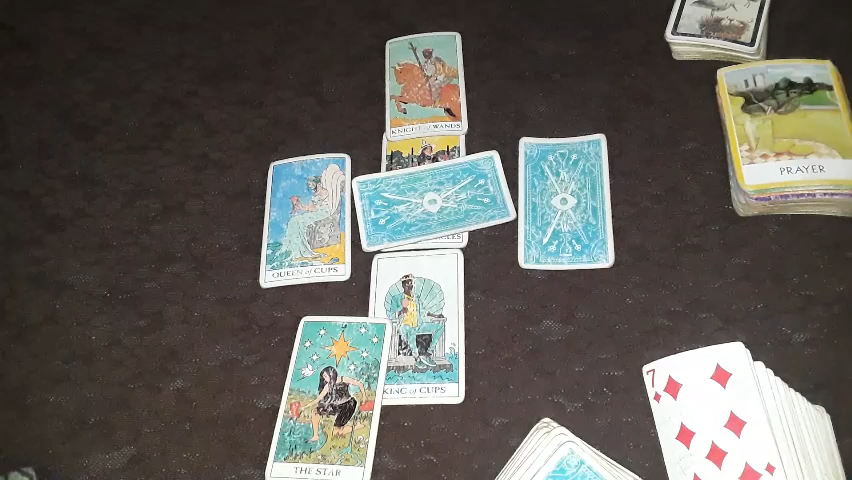 KNIGHT of WANDS
PRAYER
QUEEN of CUPS
KING of CUPS
THE STAR
7